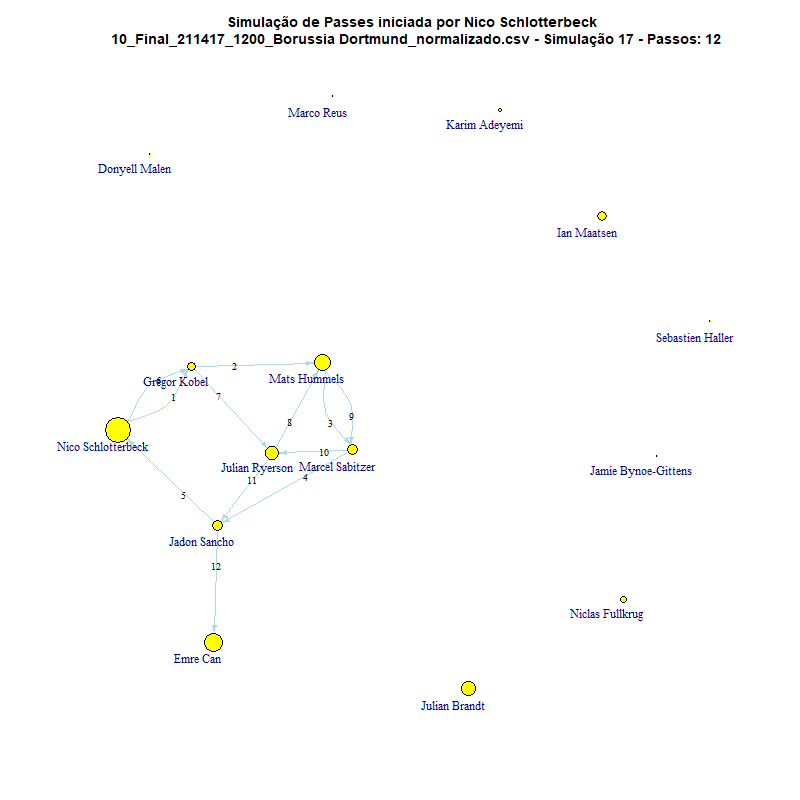 Simulação de Passes iniciada por Nico Schlotterbeck
10_Final_211417_1200_Borussia Dortmund_normalizado.csv - Simulação 17 - Passos: 12
Marco Reus
Karim Adeyemi
Donyell Malen
Ian Maatsen
Sebastien Haller
2
Mats Hummels
6
Gregor Kobel
1
7
3
9
8
Nico Schlotterbeck
10
Julian Ryerson
Marcel Sabitzer
Jamie Bynoe-Gittens
11
4
5
Jadon Sancho
12
Niclas Fullkrug
Emre Can
Julian Brandt